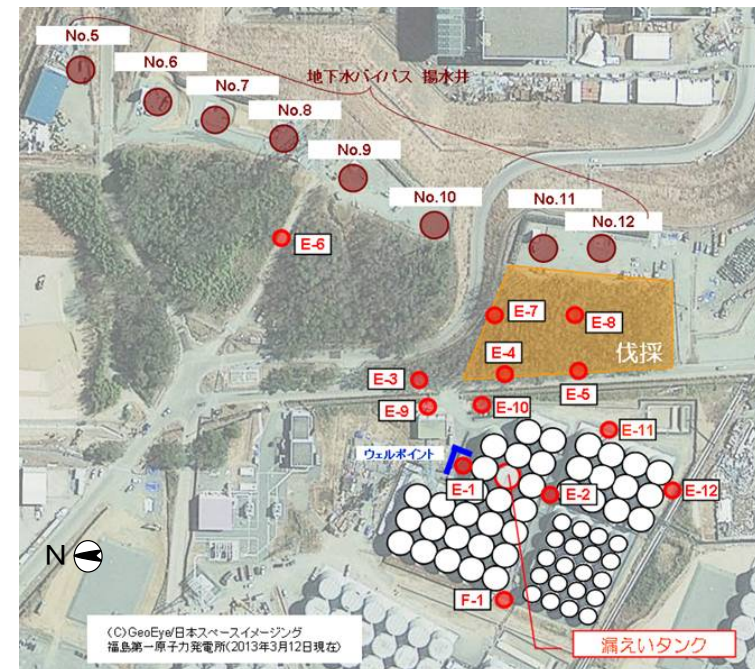 No.5
No.6
No.7
地下水バイパス 揚水井
No.8
No.9
No.10
No.11
No.12
E-6
E-7
E-8
伐採
E-4
E-3
E-5
E-9
E-10
E-11
ウェルポイント
E-1
E-2
E-12
N
F-1
(C)GeoEye/日本スペースイメージング
福島第一原子力発電所(2013年3月12日現在)
漏えいタンク